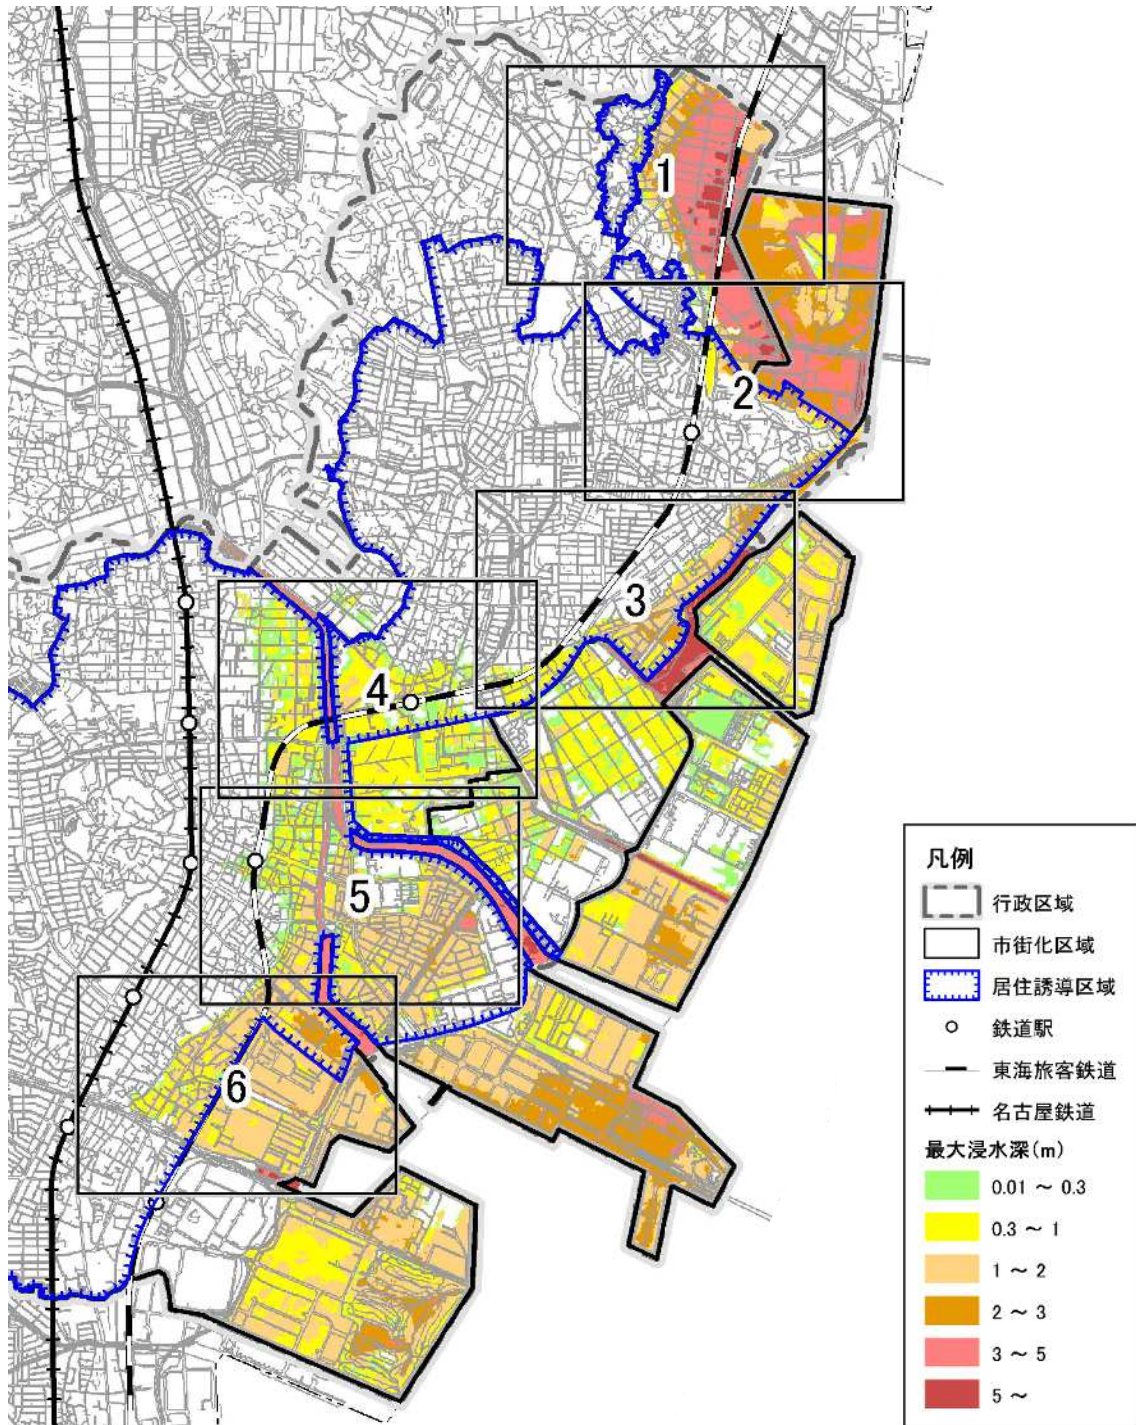 1
2
3
4
5
6
凡例
行政区域
市街化区域
居住誘導区域
鉄道駅
東海旅客鉄道
名古屋鉄道
最大浸水深(m)
0.01 ～ 0.3
0.3 ～ 1
1 ～ 2
2 ～ 3
3 ～ 5
5 ～